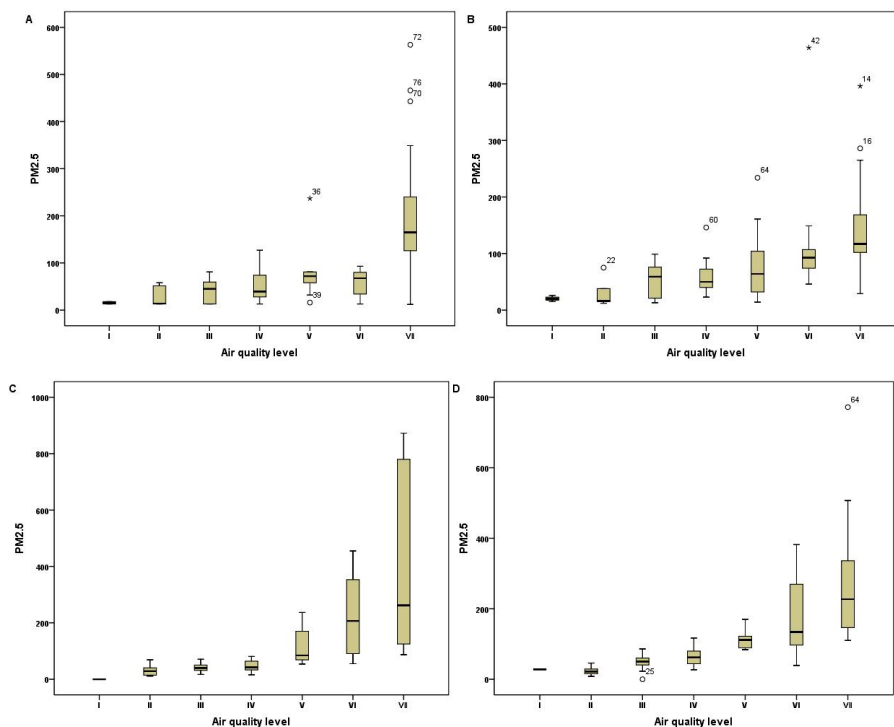 A
600
500
400
300
200
100
0
PM2.5
72
76
70
36
39
I II III IV V VI VII
Air quality level
B
500
400
300
200
100
0
PM2.5
42
14
16
64
60
22
I II III IV V VI VII
Air quality level
C
1000
800
600
400
200
0
PM2.5
I II III IV V VI VII
Air quality level
D
800
600
400
200
0
PM2.5
64
25
I II III IV V VI VII
Air quality level